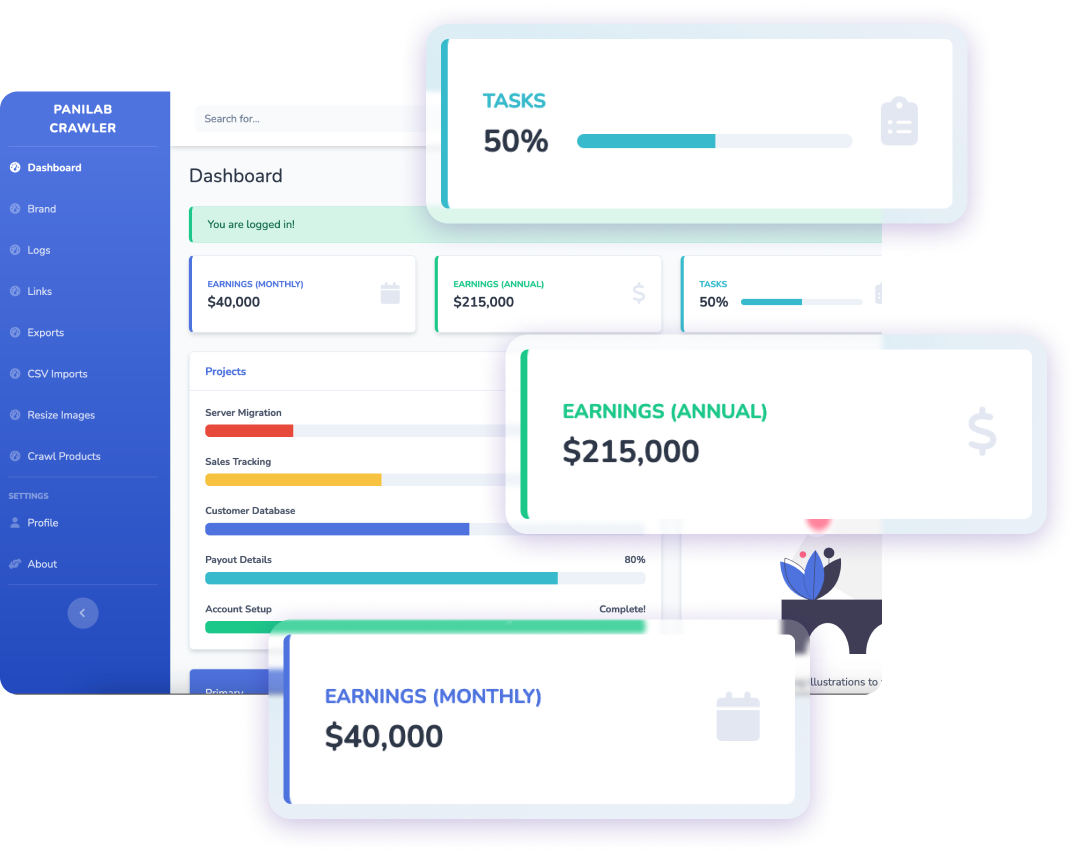 TASKS
50%
PANILAB
CRAWLER
Search for...
Dashboard
Dashboard
Brand
Logs
Links
Exports
CSV Imports
Resize Images
Crawl Products
SETTINGS
Profile
About
You are logged in!
EARNINGS (MONTHLY)
$40,000
EARNINGS (ANNUAL)
$215,000
TASKS
50%
Projects
Server Migration
Sales Tracking
Customer Database
Payout Details 80%
Account Setup Complete!
Primary
EARNINGS (ANNUAL)
$215,000
illustrations to
EARNINGS (MONTHLY)
$40,000